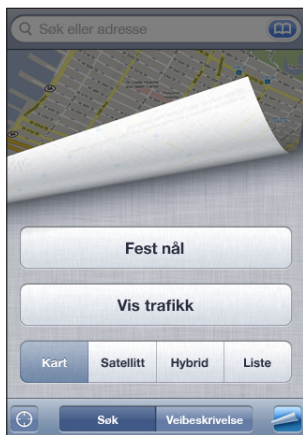 Søk eller adresse
Fest nål
Vis trafikk
Kart Satellitt Hybrid Liste
Søk Veibeskrivelse